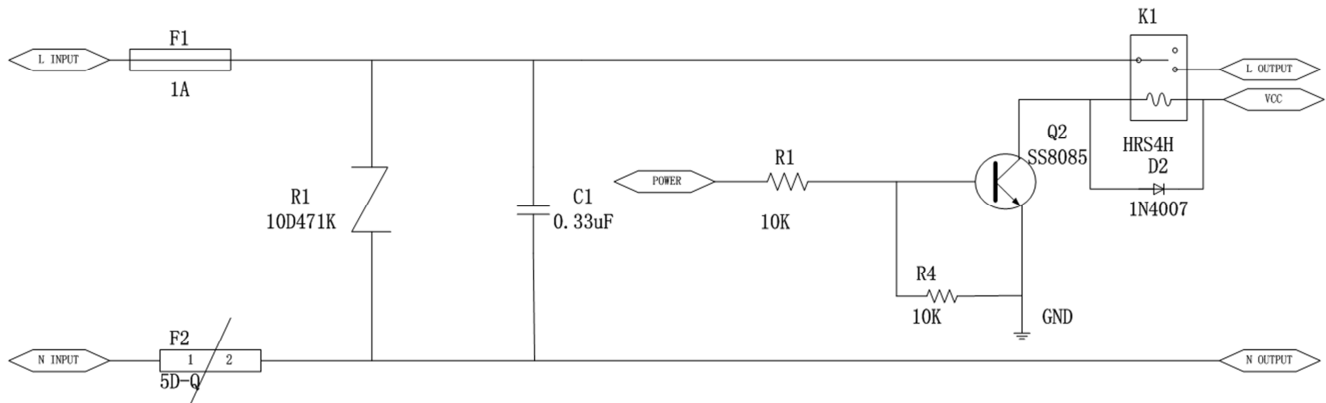 K1
F1
L INPUT
L OUTPUT
1A
VCC
Q2
SS8085
HRS4H
D2
R1
POWER
1N4007
R1
10D471K
C1
0.33uF
10K
R4
10K
GND
F2
N INPUT
1 2
N OUTPUT
5D-Q